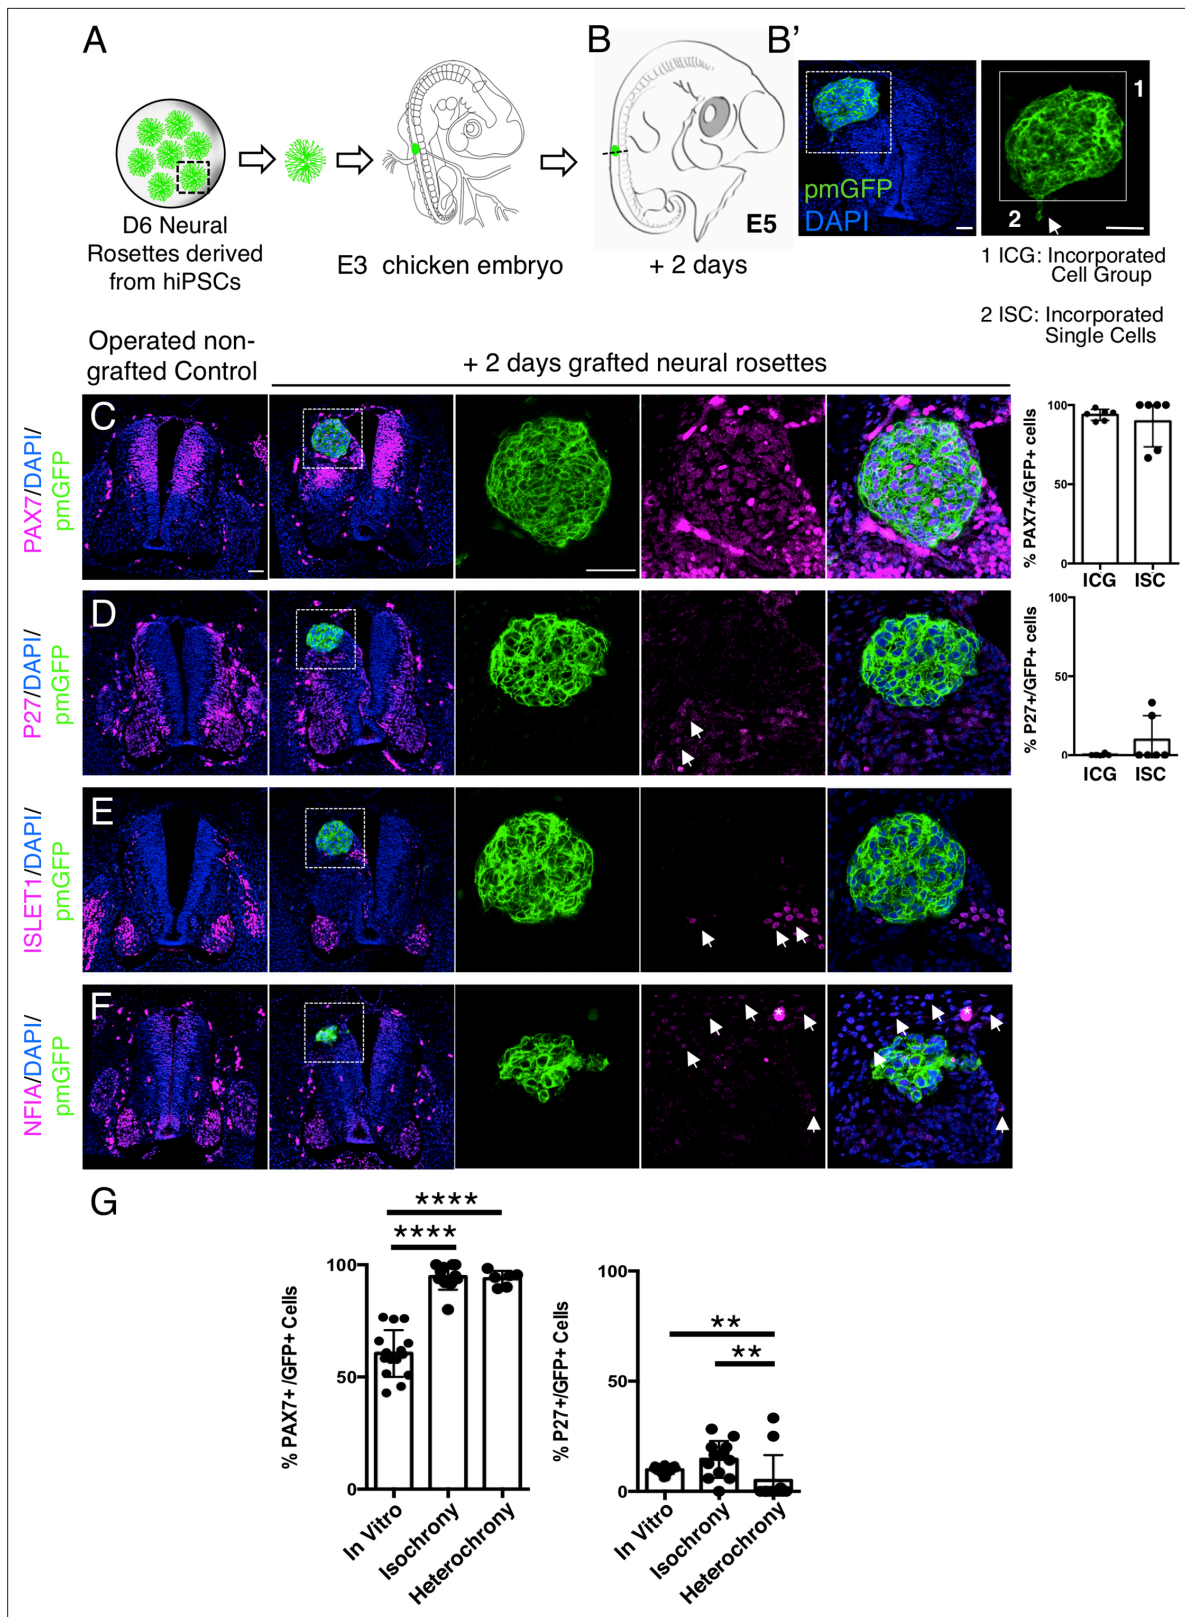 A
B
B’
D6 Neural
Rosettes derived
from hiPSCs
E3 chicken embryo
E5
+ 2 days
pmGFP
DAPI
1
2
1 ICG: Incorporated
Cell Group
2 ISC: Incorporated
Single Cells
Operated non-
grafted Control
+ 2 days grafted neural rosettes
C
PAX7/DAPI/
pmGFP
% PAX7+/GFP+ cells
100
50
0
ICG
ISC
D
P27/DAPI/
pmGFP
% P27+/GFP+ cells
100
50
0
ICG
ISC
E
ISLET1/DAPI/
pmGFP
F
NFIA/DAPI/
pmGFP
*
*
G
****
****
% PAX7+ /GFP+ Cells
100
50
0
In Vitro
Isochrony
Heterochrony
**
**
% P27+/GFP+ Cells
100
50
0
In Vitro
Isochrony
Heterochrony